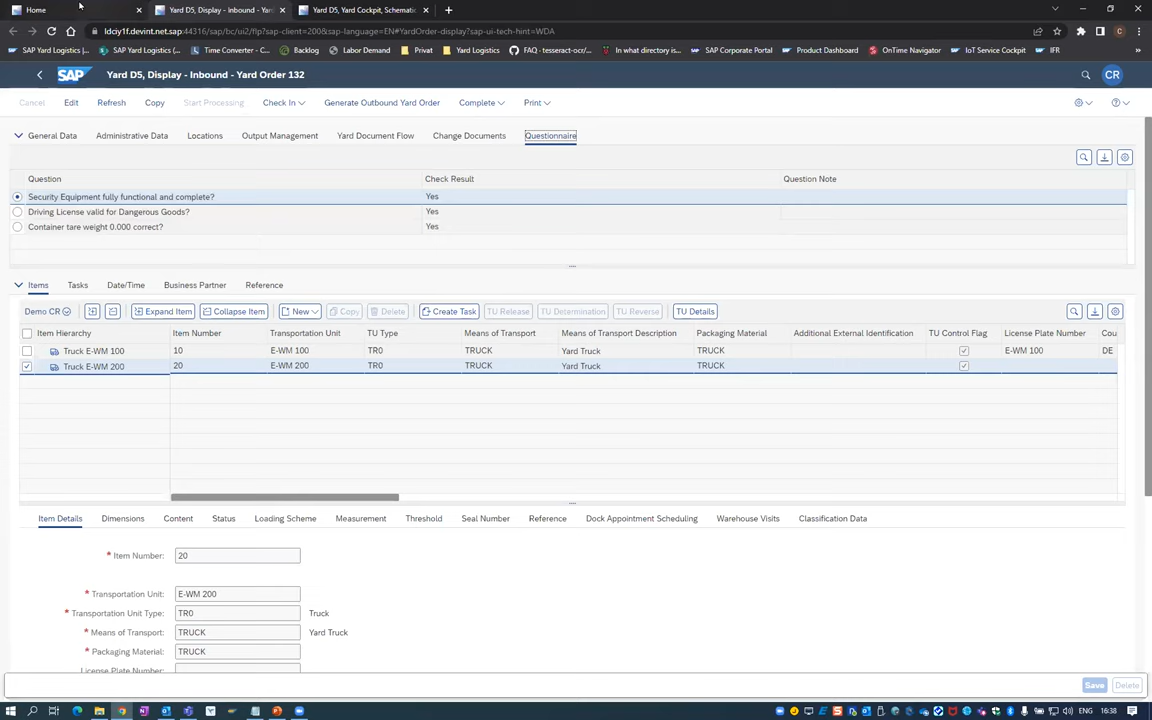 Home
Yard D5, Display - Inbound - Yar
Yard D5, Yard Cockpit, Schematic
ldciy1f.devint.net.sap:44316/sap/bc/ui2/flp?sap-client=200&sap-language=EN#YardOrder-display?sap-ui-tech-hint=WDA
SAP Yard Logistics |... SAP Yard Logistics (... Time Converter - C... Backlog Labor Demand Privat Yard Logistics FAQ - tesseract-ocr/... In what directory is... SAP Corporate Portal Product Dashboard OnTime Navigator IoT Service Cockpit IFR
SAP Yard D5, Display - Inbound - Yard Order 132 CR
Cancel Edit Refresh Copy Start Processing Check In Generate Outbound Yard Order Complete Print
General Data Administrative Data Locations Output Management Yard Document Flow Change Documents Questionnaire
Question Check Result Question Note
Security Equipment fully functional and complete? Yes
Driving License valid for Dangerous Goods? Yes
Container tare weight 0.000 correct? Yes
Items Tasks Date/Time Business Partner Reference
Demo CR Expand Item Collapse Item New Copy Delete Create Task TU Release TU Determination TU Reverse TU Details
Item Hierarchy Item Number Transportation Unit TU Type Means of Transport Means of Transport Description Packaging Material Additional External Identification TU Control Flag License Plate Number Cou
Truck E-WM 100 10 E-WM 100 TR0 TRUCK Yard Truck TRUCK E-WM 100 DE
Truck E-WM 200 20 E-WM 200 TR0 TRUCK Yard Truck TRUCK
Item Details Dimensions Content Status Loading Scheme Measurement Threshold Seal Number Reference Dock Appointment Scheduling Warehouse Visits Classification Data
* Item Number: 20
* Transportation Unit: E-WM 200
* Transportation Unit Type: TR0 Truck
* Means of Transport: TRUCK Yard Truck
* Packaging Material: TRUCK
License Plate Number:
Save Delete
ENG 16:38